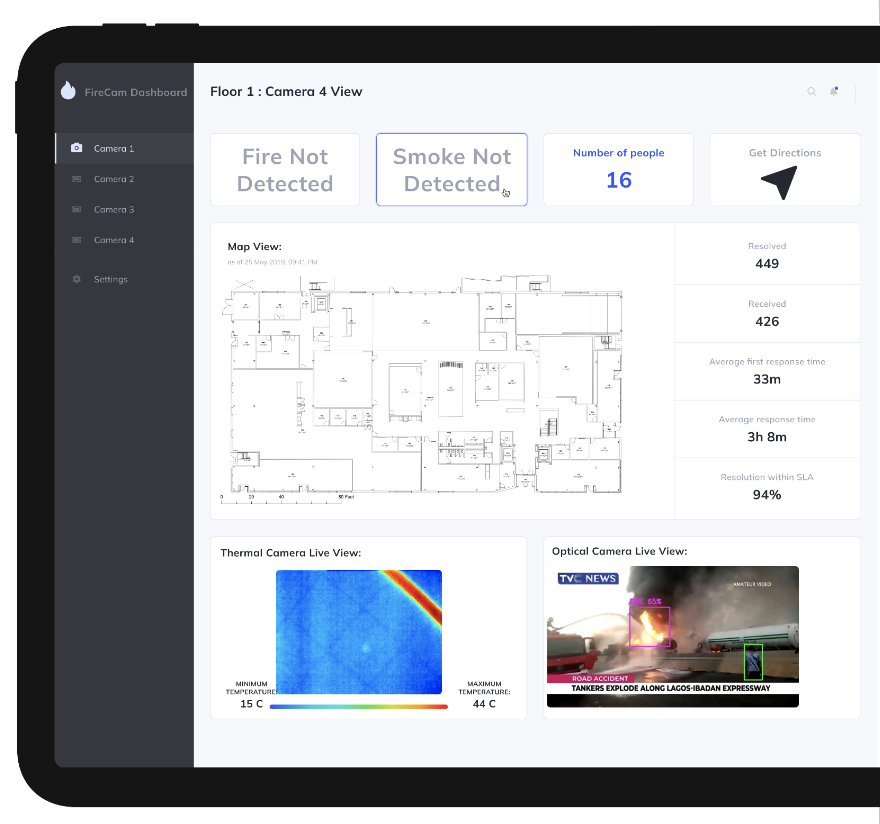 FireCam Dashboard
Camera 1
Camera 2
Camera 3
Camera 4
Settings
Floor 1 : Camera 4 View
Fire Not
Detected
Smoke Not
Detected
Number of people
16
Get Directions
Map View:
as of 25 May 2019, 09:41 PM
0 20 40 80 Feet
Resolved
449
Received
426
Average first response time
33m
Average response time
3h 8m
Resolution within SLA
94%
Thermal Camera Live View:
MINIMUM
TEMPERATURE:
15 C
MAXIMUM
TEMPERATURE:
44 C
Optical Camera Live View:
TVC NEWS
AMATEUR VIDEO
65%
ROAD ACCIDENT
TANKERS EXPLODE ALONG LAGOS-IBADAN EXPRESSWAY